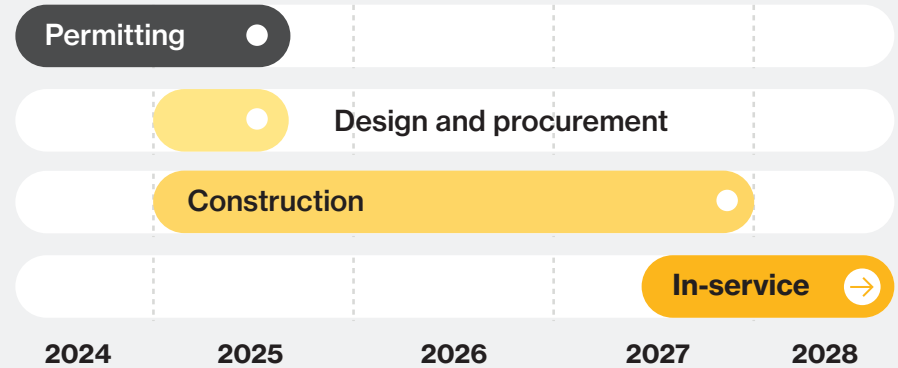 Permitting
Design and procurement
Construction
In-service
2024 2025 2026 2027 2028